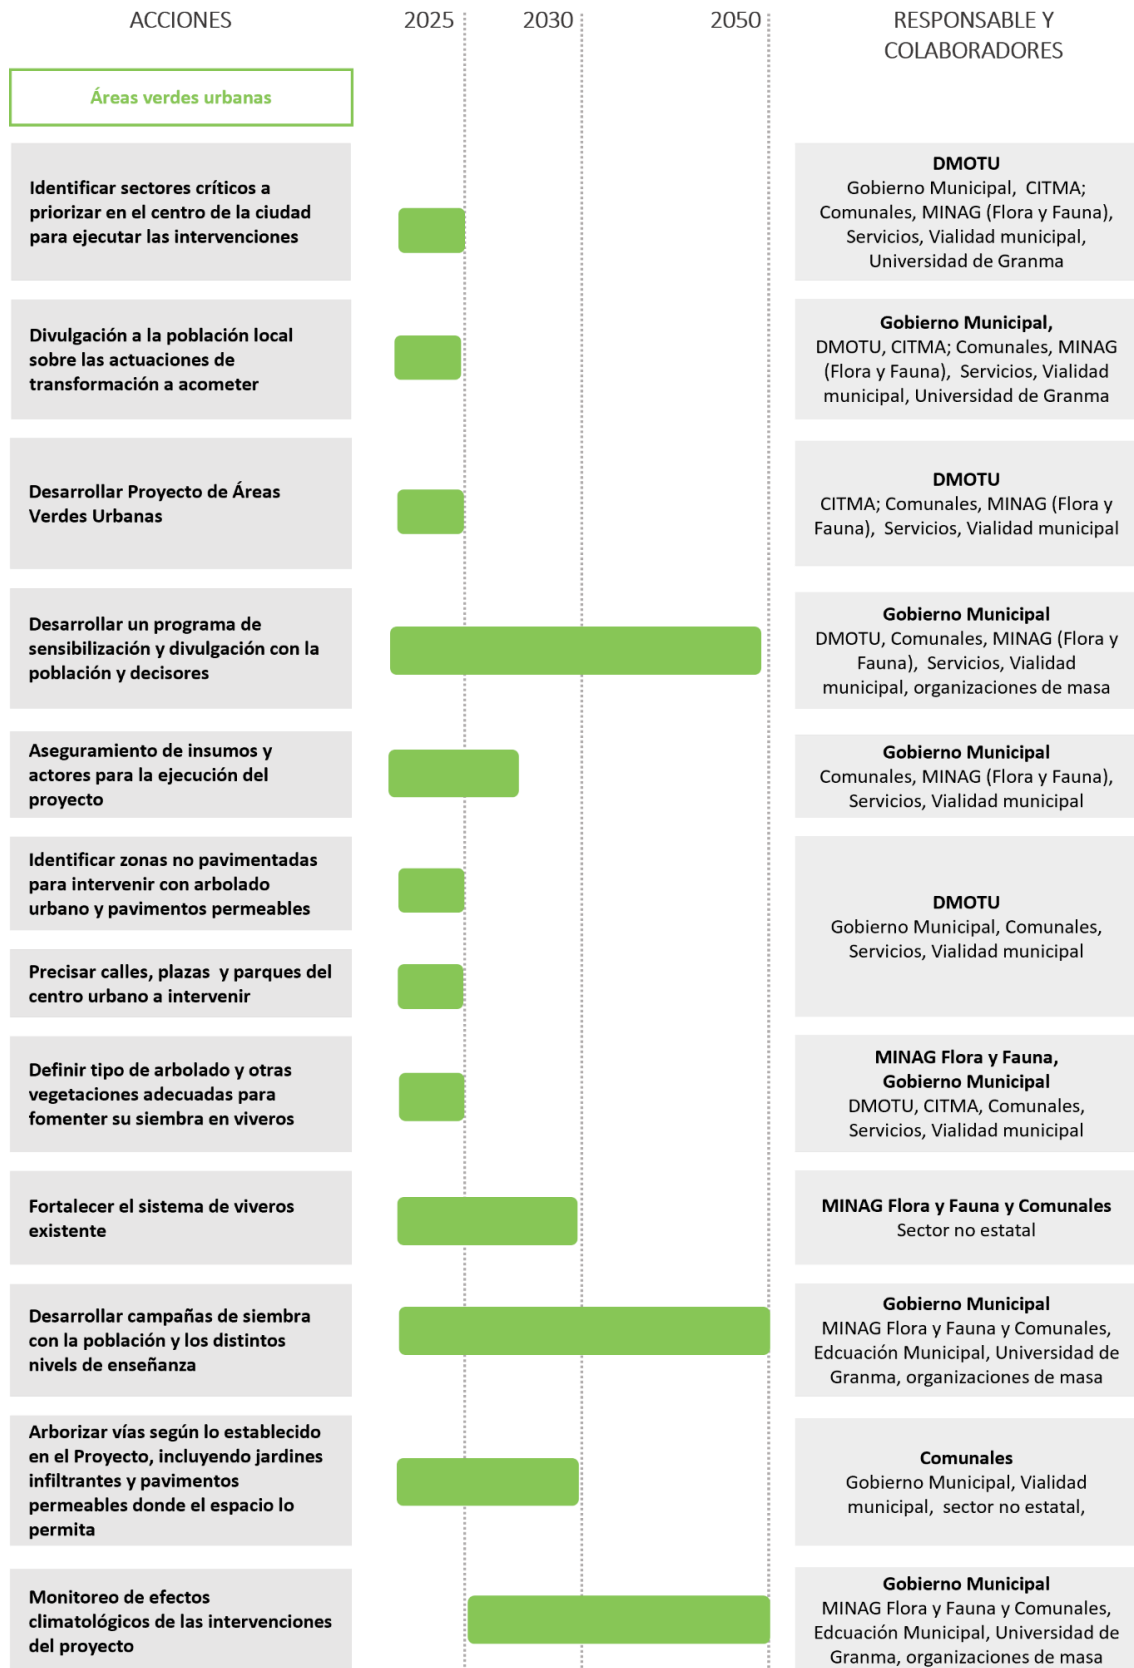 ACCIONES
2025
2030
2050
RESPONSABLE Y
COLABORADORES
Áreas verdes urbanas
Identificar sectores críticos a
priorizar en el centro de la ciudad
para ejecutar las intervenciones
DMOTU
Gobierno Municipal, CITMA;
Comunales, MINAG (Flora y Fauna),
Servicios, Vialidad municipal,
Universidad de Granma
Divulgación a la población local
sobre las actuaciones de
transformación a acometer
Gobierno Municipal,
DMOTU, CITMA; Comunales, MINAG
(Flora y Fauna), Servicios, Vialidad
municipal, Universidad de Granma
Desarrollar Proyecto de Áreas
Verdes Urbanas
DMOTU
CITMA; Comunales, MINAG (Flora y
Fauna), Servicios, Vialidad municipal
Desarrollar un programa de
sensibilización y divulgación con la
población y decisores
Gobierno Municipal
DMOTU, Comunales, MINAG (Flora y
Fauna), Servicios, Vialidad
municipal, organizaciones de masa
Aseguramiento de insumos y
actores para la ejecución del
proyecto
Gobierno Municipal
Comunales, MINAG (Flora y Fauna),
Servicios, Vialidad municipal
Identificar zonas no pavimentadas
para intervenir con arbolado
urbano y pavimentos permeables
DMOTU
Gobierno Municipal, Comunales,
Servicios, Vialidad municipal
Precisar calles, plazas y parques del
centro urbano a intervenir
Definir tipo de arbolado y otras
vegetaciones adecuadas para
fomenter su siembra en viveros
MINAG Flora y Fauna,
Gobierno Municipal
DMOTU, CITMA, Comunales,
Servicios, Vialidad municipal
Fortalecer el sistema de viveros
existente
MINAG Flora y Fauna y Comunales
Sector no estatal
Desarrollar campañas de siembra
con la población y los distintos
nivels de enseñanza
Gobierno Municipal
MINAG Flora y Fauna y Comunales,
Edcuación Municipal, Universidad de
Granma, organizaciones de masa
Arborizar vías según lo establecido
en el Proyecto, incluyendo jardines
infiltrantes y pavimentos
permeables donde el espacio lo
permita
Comunales
Gobierno Municipal, Vialidad
municipal, sector no estatal,
Monitoreo de efectos
climatológicos de las intervenciones
del proyecto
Gobierno Municipal
MINAG Flora y Fauna y Comunales,
Edcuación Municipal, Universidad de
Granma, organizaciones de masa